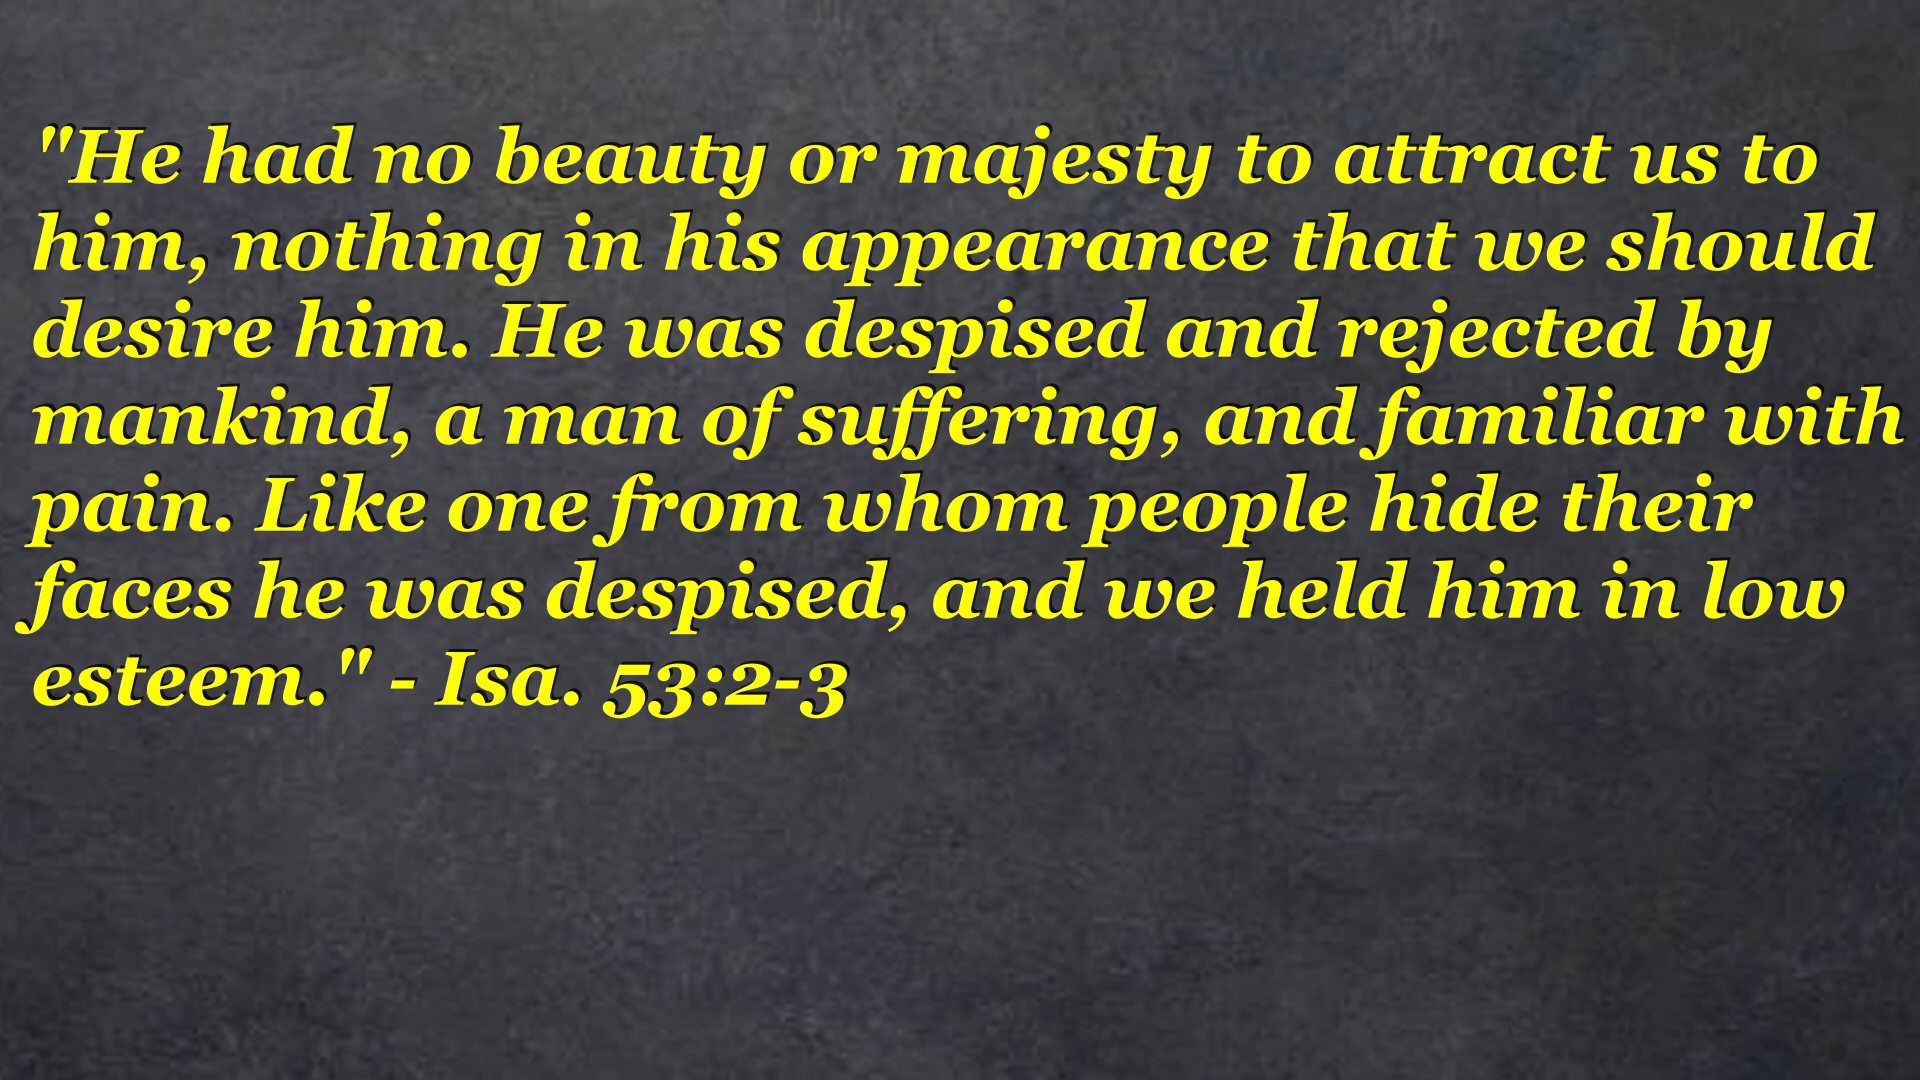 "He had no beauty or majesty to attract us to
him, nothing in his appearance that we should
desire him. He was despised and rejected by
mankind, a man of suffering, and familiar with
pain. Like one from whom people hide their
faces he was despised, and we held him in low
esteem." - Isa. 53:2-3